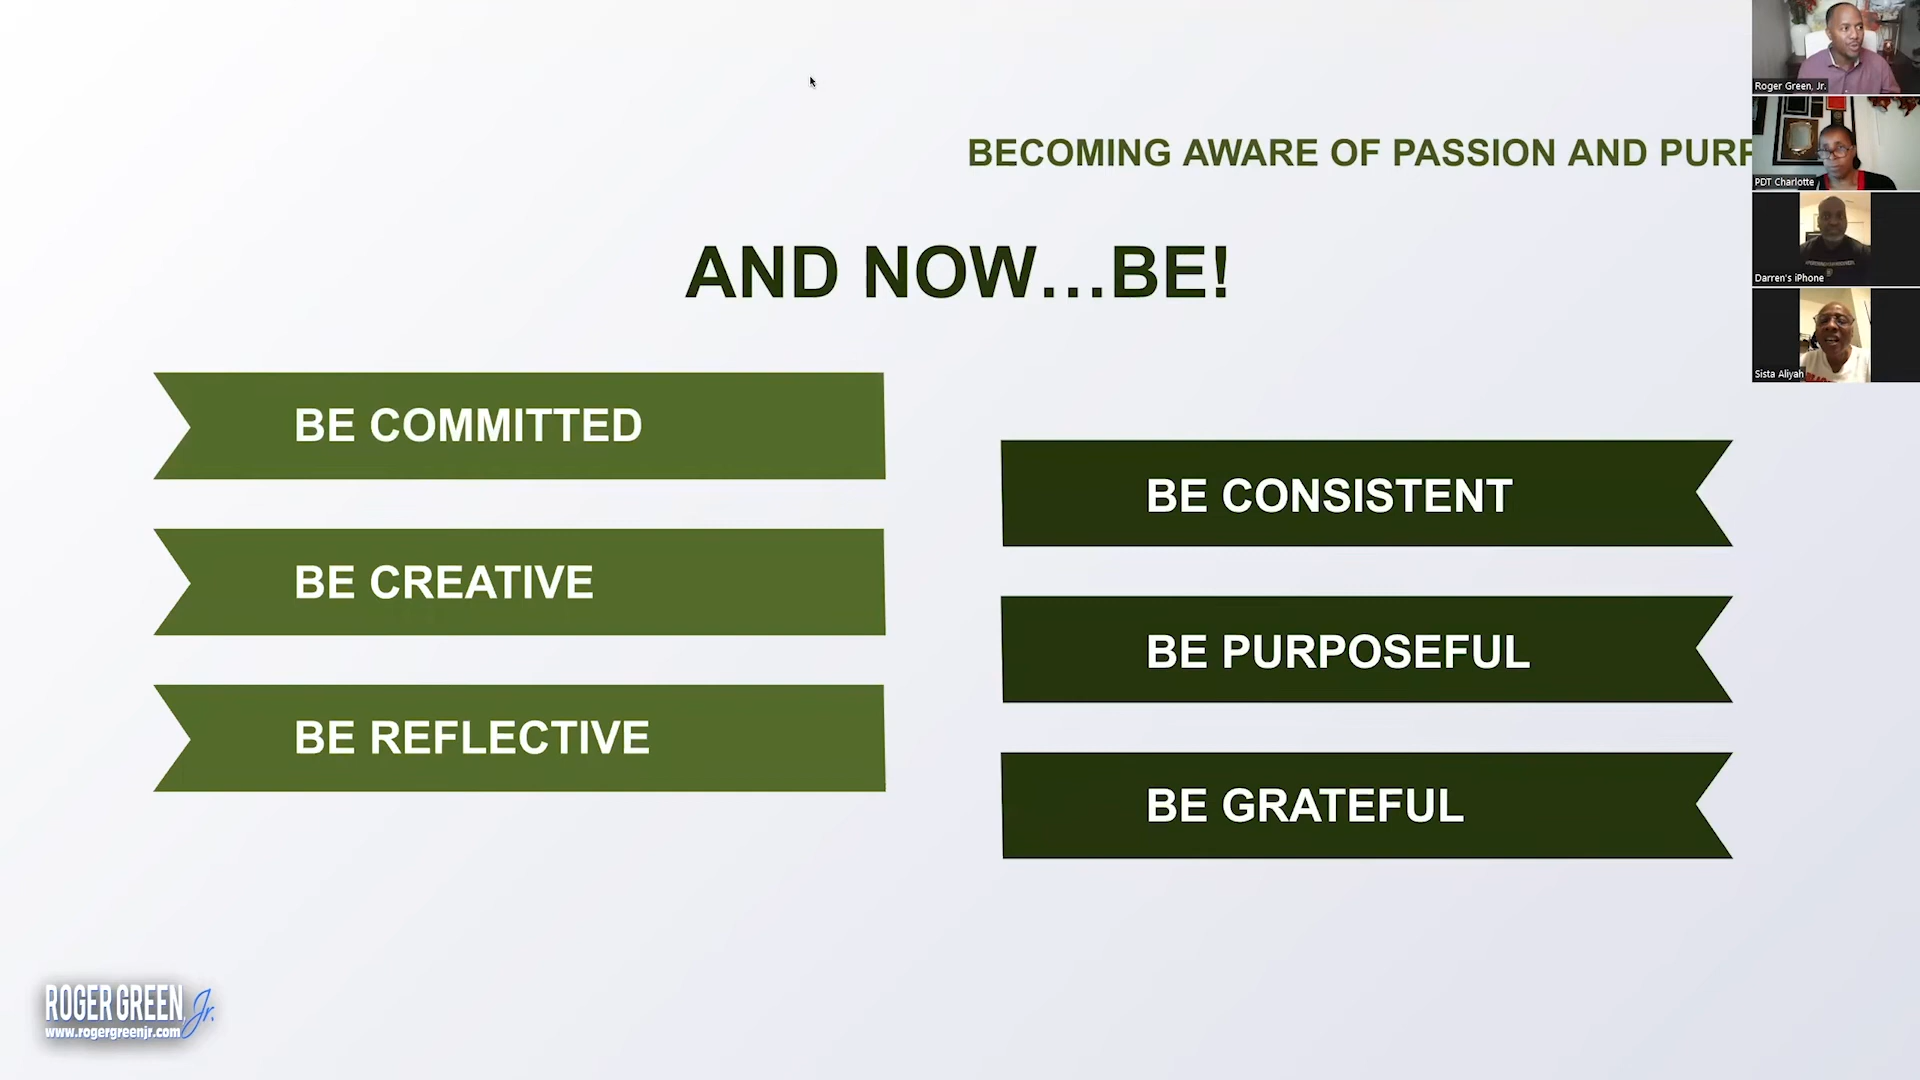 BECOMING AWARE OF PASSION AND
AND NOW...BE!
BE COMMITTED
BE CREATIVE
BE REFLECTIVE
BE CONSISTENT
BE PURPOSEFUL
BE GRATEFUL
ROGER GREEN, Jr.
www.rogergreenjr.com
Roger Green, Jr.
PDT Charlotte
Darren's iPhone
Sista Aliyah